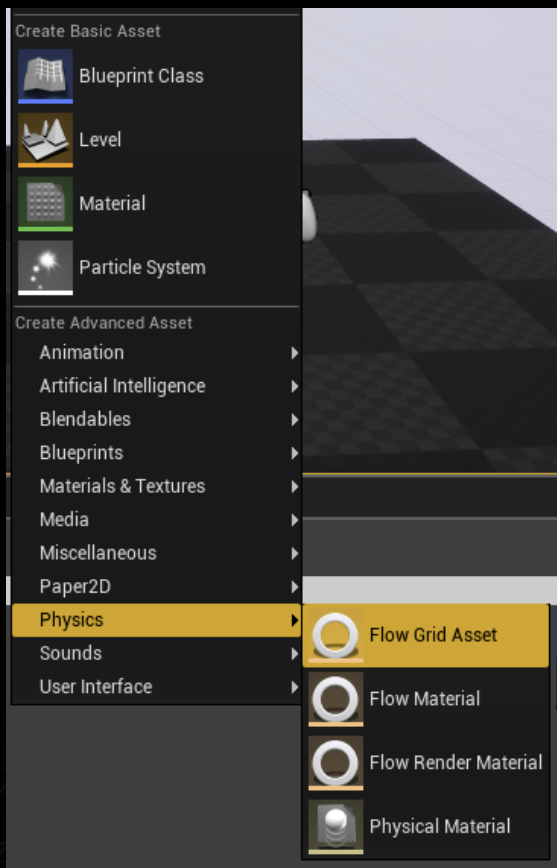 Create Basic Asset
Blueprint Class
Level
Material
Particle System
Create Advanced Asset
Animation
Artificial Intelligence
Blendables
Blueprints
Materials & Textures
Media
Miscellaneous
Paper2D
Physics
Sounds
User Interface
Flow Grid Asset
Flow Material
Flow Render Material
Physical Material